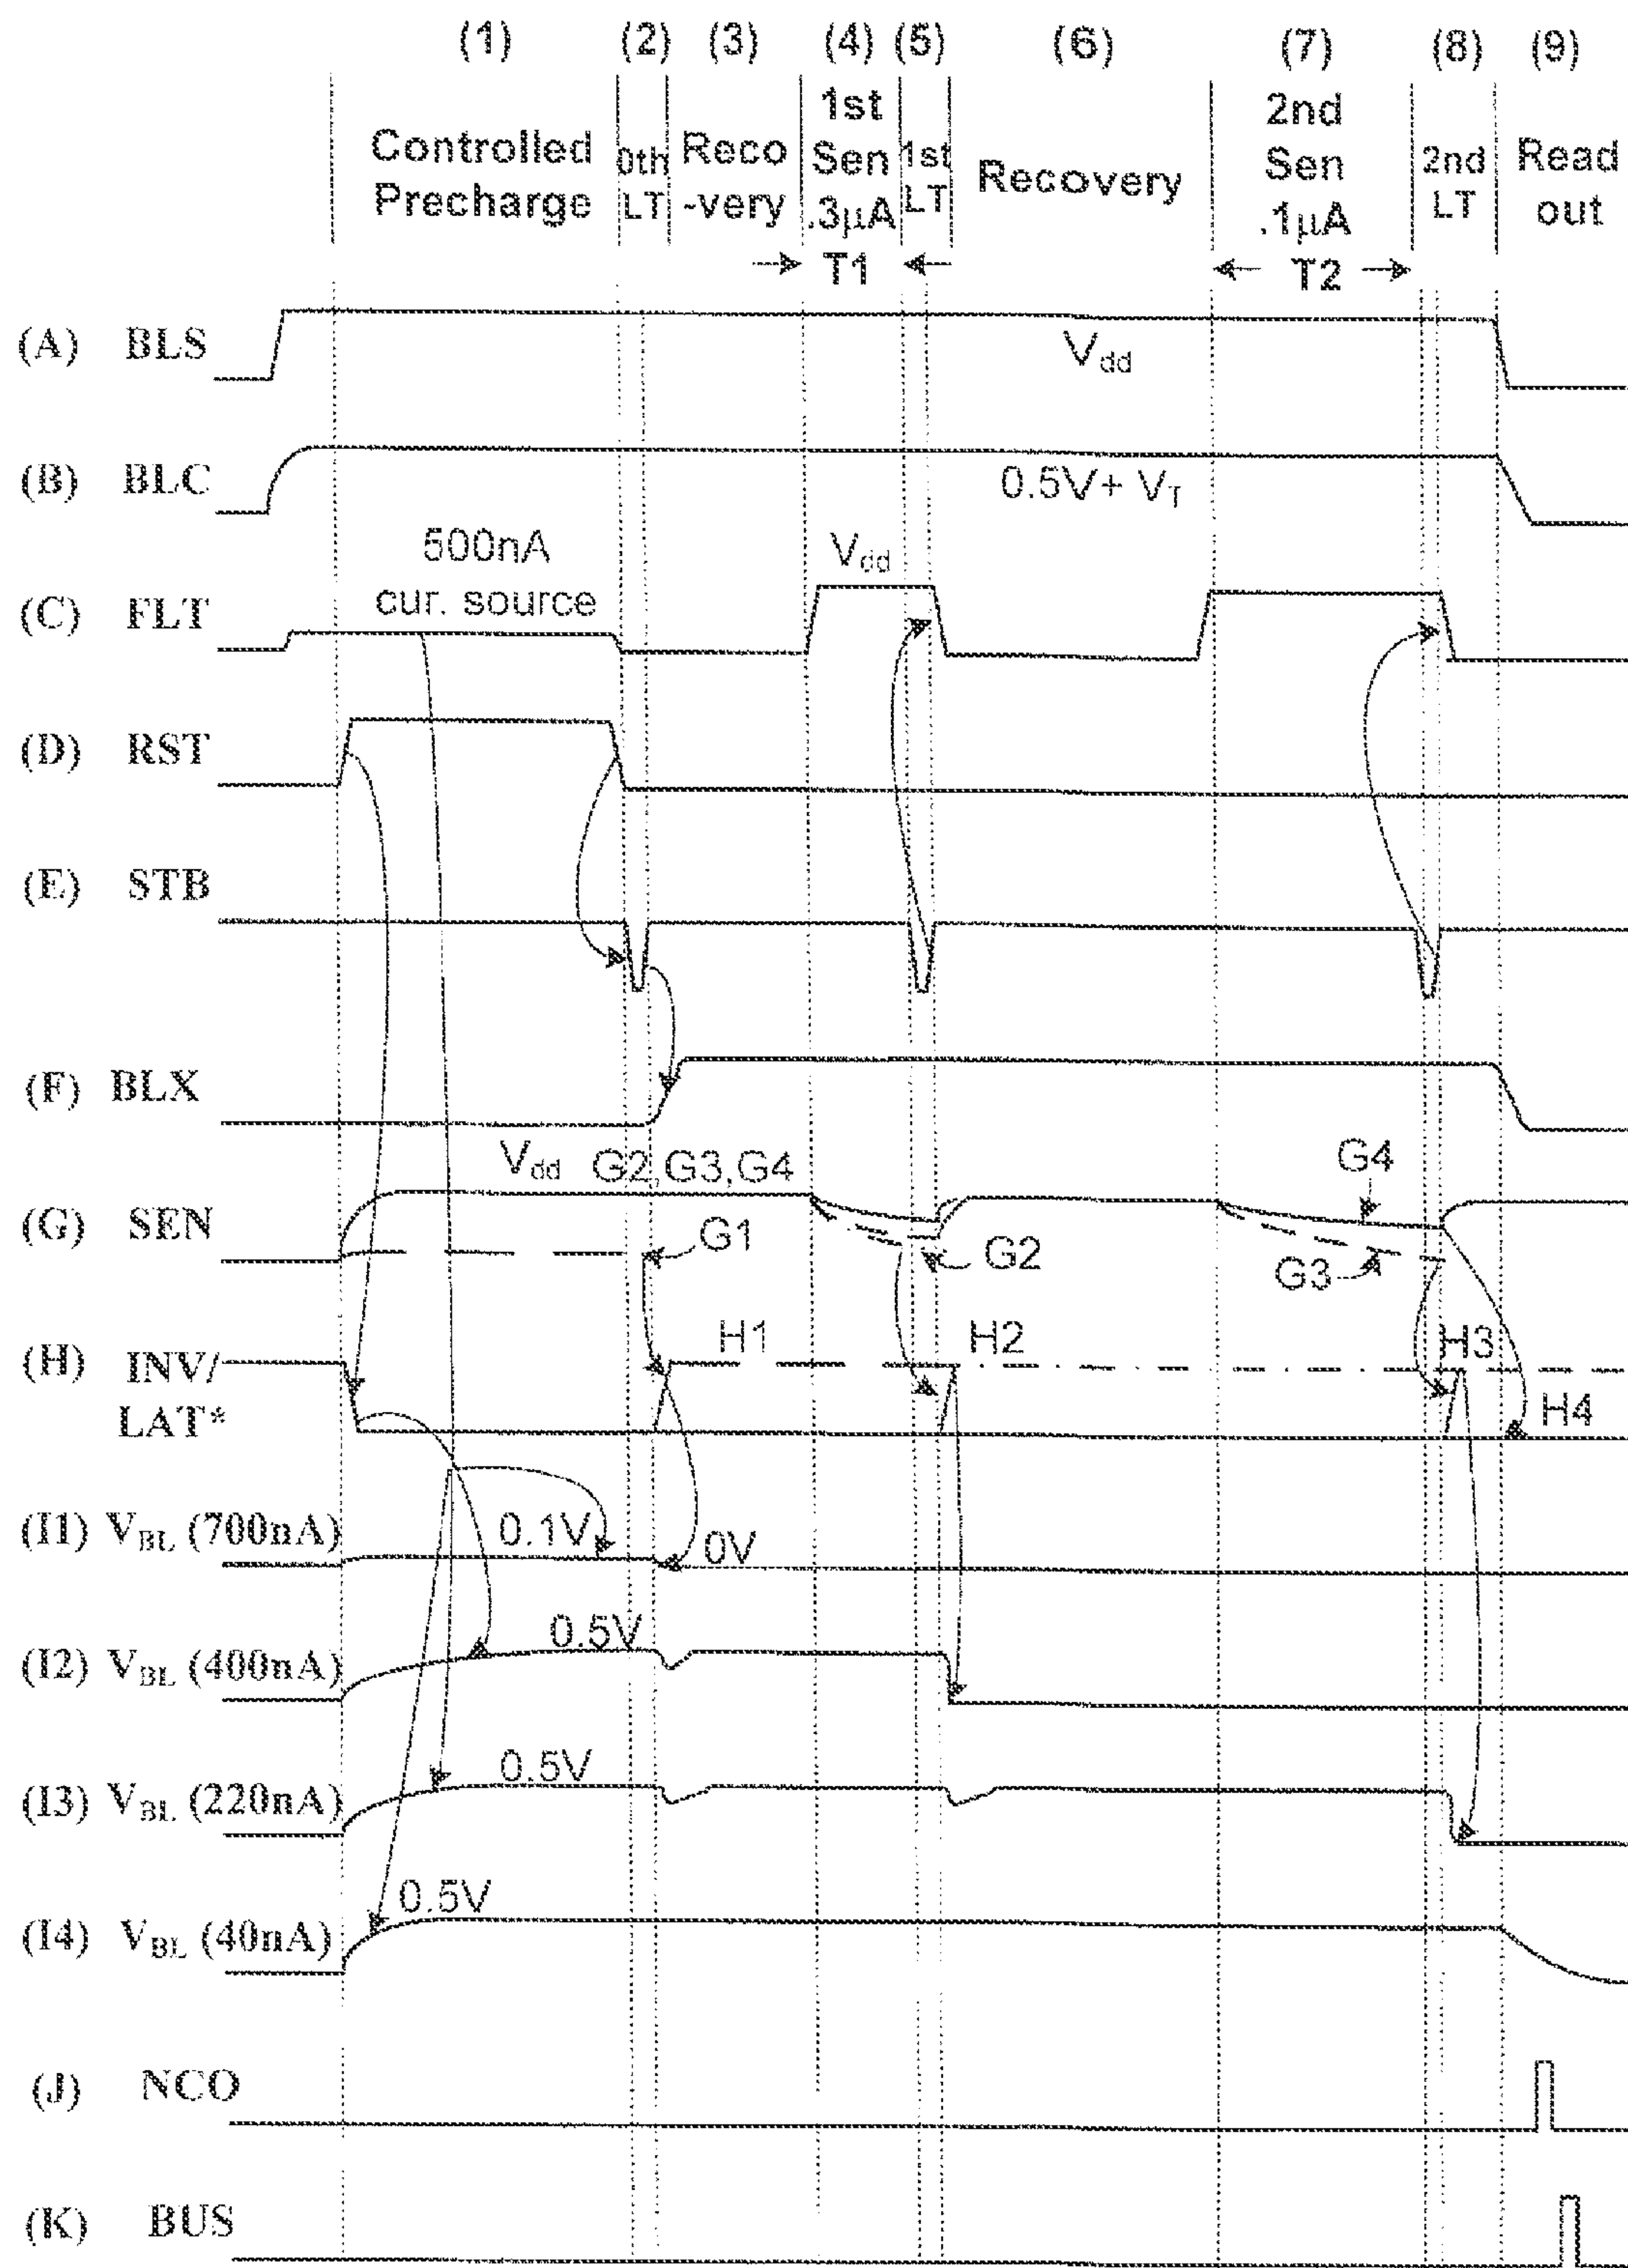 (1) (2) (3) (4) (5) (6) (7) (8) (9)
Controlled
Precharge
0th
LT
Reco
-very
1st
Sen
.3μA
1st
LT
Recovery
2nd
Sen
.1μA
2nd
LT
Read
out
T1
T2
(A) BLS
Vdd
(B) BLC
0.5V+ VT
500nA
cur. source
Vdd
(C) FLT
(D) RST
(E) STB
(F) BLX
Vdd G2,G3,G4
G4
(G) SEN
G1
G2
G3
(H) INV/
LAT*
H1
H2
H3
H4
(I1) VBL (700nA)
0.1V
0V
(I2) VBL (400nA)
0.5V
(I3) VBL (220nA)
0.5V
(I4) VBL (40nA)
0.5V
(J) NCO
(K) BUS